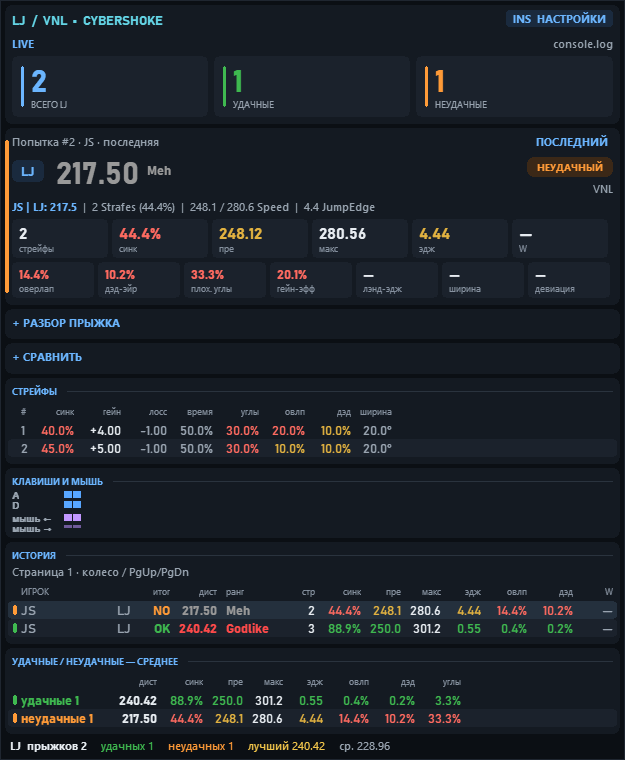 LJ / VNL • CYBERSHOKE
INS НАСТРОЙКИ
LIVE
console.log
2
ВСЕГО LJ
1
УДАЧНЫЕ
1
НЕУДАЧНЫЕ
Попытка #2 · JS · последняя
ПОСЛЕДНИЙ
LJ 217.50 Meh
НЕУДАЧНЫЙ
VNL
JS | LJ: 217.5 | 2 Strafes (44.4%) | 248.1 / 280.6 Speed | 4.4 JumpEdge
2 44.4% 248.12 280.56 4.44 —
стрейфы синк пре макс эдж W
14.4% 10.2% 33.3% 20.1% — — —
оверлап дэд-эйр плох. углы гейн-эфф лэнд-эдж ширина девиация
+ РАЗБОР ПРЫЖКА
+ СРАВНИТЬ
СТРЕЙФЫ
# синк гейн лосс время углы овлп дэд ширина
1 40.0% +4.00 -1.00 50.0% 30.0% 20.0% 10.0% 20.0°
2 45.0% +5.00 -1.00 50.0% 30.0% 10.0% 10.0% 20.0°
КЛАВИШИ И МЫШЬ
A
D
мышь ←
мышь →
ИСТОРИЯ
Страница 1 · колесо / PgUp/PgDn
ИГРОК итог дист ранг стр синк пре макс эдж овлп дэд W
JS LJ NO 217.50 Meh 2 44.4% 248.1 280.6 4.44 14.4% 10.2% —
JS LJ OK 240.42 Godlike 3 88.9% 250.0 301.2 0.55 0.4% 0.2% —
УДАЧНЫЕ / НЕУДАЧНЫЕ — СРЕДНЕЕ
дист синк пре макс эдж овлп дэд углы
удачные 1 240.42 88.9% 250.0 301.2 0.55 0.4% 0.2% 3.3%
неудачные 1 217.50 44.4% 248.1 280.6 4.44 14.4% 10.2% 33.3%
LJ прыжков 2 удачных 1 неудачных 1 лучший 240.42 ср. 228.96